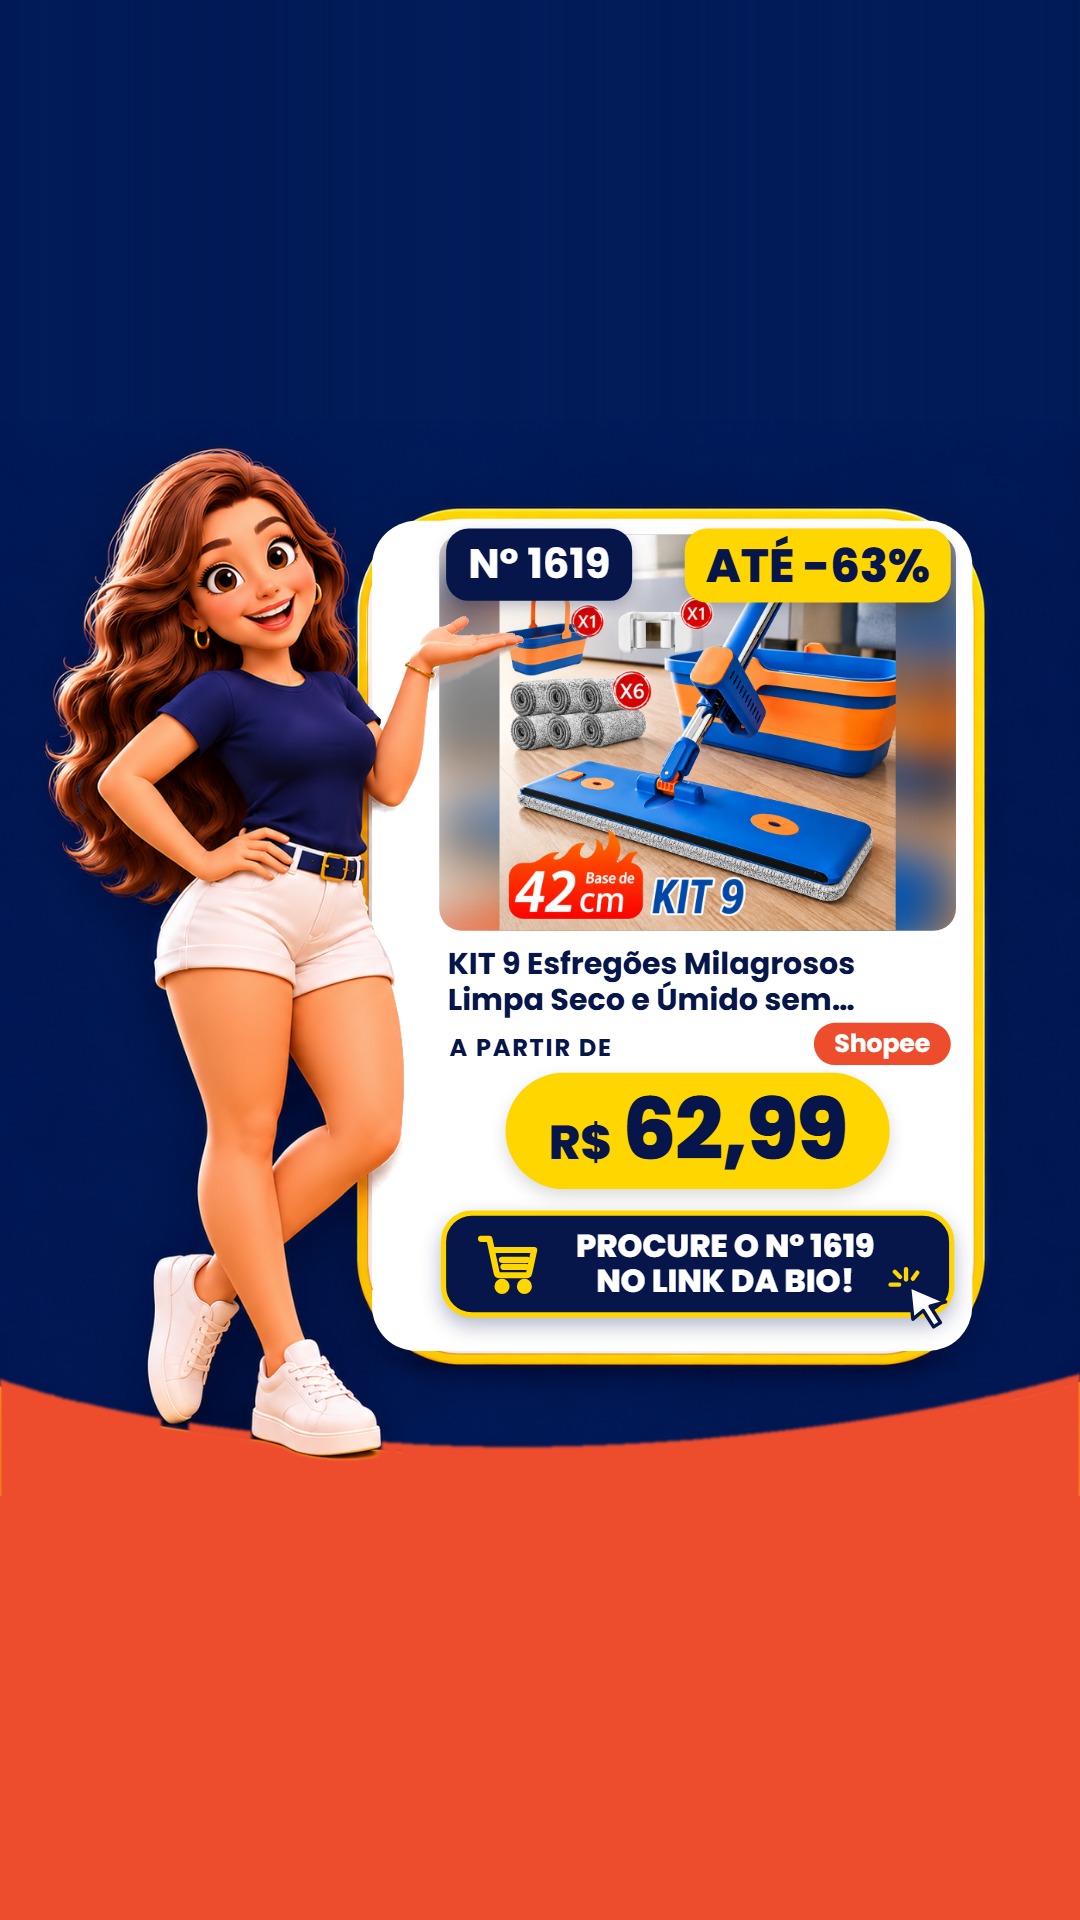 Nº 1619
ATÉ -63%
X1
X1
X6
42 cm Base de
KIT 9
KIT 9 Esfregões Milagrosos
Limpa Seco e Úmido sem...
A PARTIR DE
Shopee
R$ 62,99
PROCURE O Nº 1619
NO LINK DA BIO!